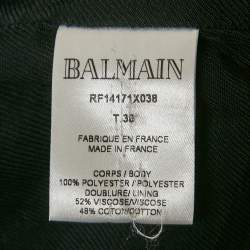 BALMAIN
RF14171X038
T.36
FABRIQUE EN FRANCE
MADE IN FRANCE
CORPS / BODY
100% POLYESTER / POLYESTER
DOUBLURE/LINING
52% VISCOSE/VISCOSE
48% COTON/COTTON